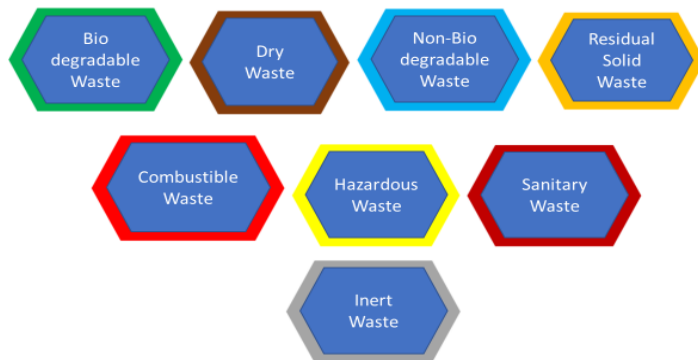 Bio
degradable
Waste
Dry
Waste
Non-Bio
degradable
Waste
Residual
Solid
Waste
Combustible
Waste
Hazardous
Waste
Sanitary
Waste
Inert
Waste